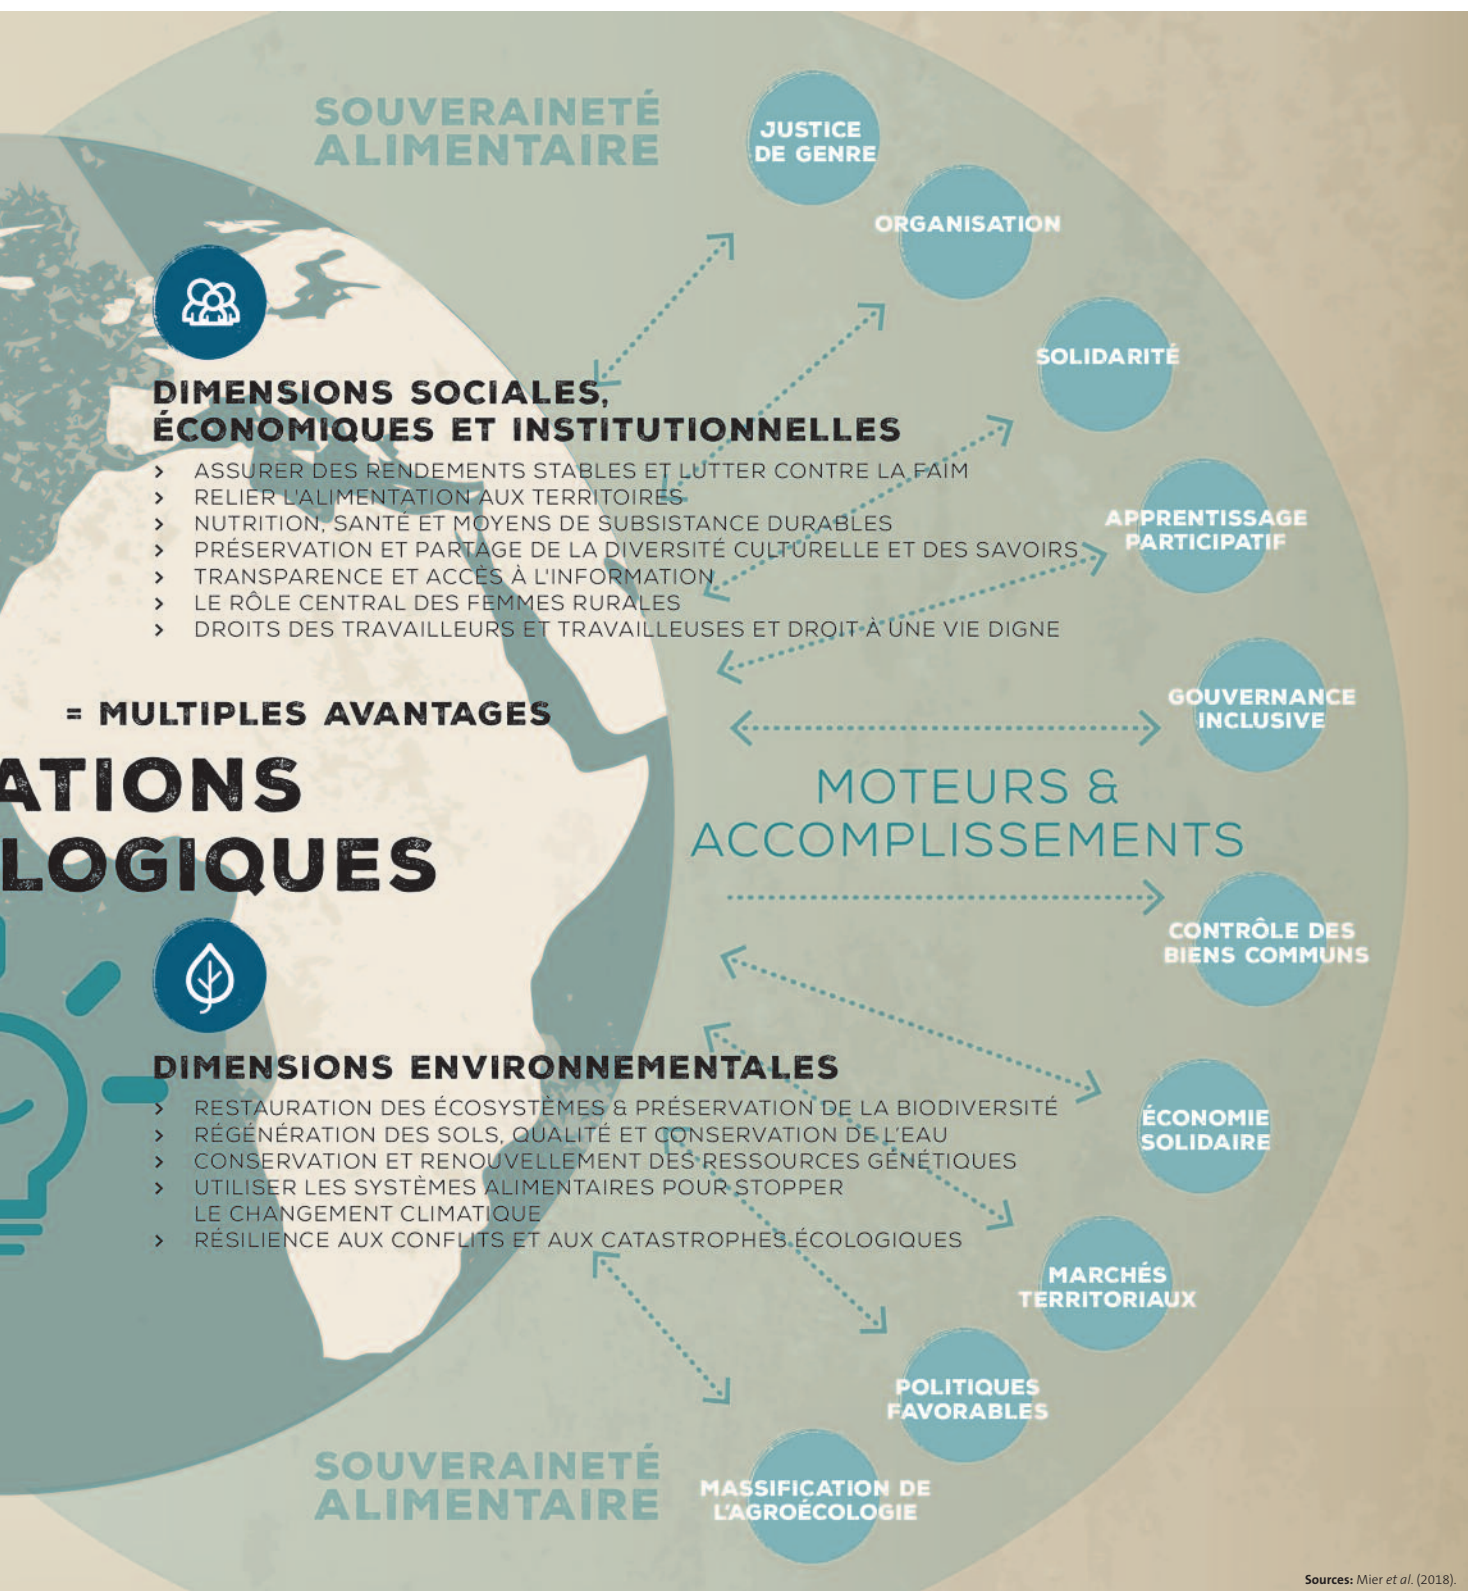 SOUVERAINETÉ
ALIMENTAIRE
JUSTICE
DE GENRE
ORGANISATION
SOLIDARITÉ
DIMENSIONS SOCIALES,
ÉCONOMIQUES ET INSTITUTIONNELLES
> ASSURER DES RENDEMENTS STABLES ET LUTTER CONTRE LA FAIM
> RELIER L'ALIMENTATION AUX TERRITOIRES
> NUTRITION, SANTÉ ET MOYENS DE SUBSISTANCE DURABLES
> PRÉSERVATION ET PARTAGE DE LA DIVERSITÉ CULTURELLE ET DES SAVOIRS
> TRANSPARENCE ET ACCÈS À L'INFORMATION
> LE RÔLE CENTRAL DES FEMMES RURALES
> DROITS DES TRAVAILLEURS ET TRAVAILLEUSES ET DROIT À UNE VIE DIGNE
APPRENTISSAGE
PARTICIPATIF
GOUVERNANCE
INCLUSIVE
= MULTIPLES AVANTAGES
ATIONS
LOGIQUES
MOTEURS &
ACCOMPLISSEMENTS
CONTRÔLE DES
BIENS COMMUNS
DIMENSIONS ENVIRONNEMENTALES
> RESTAURATION DES ÉCOSYSTÈMES & PRÉSERVATION DE LA BIODIVERSITÉ
> RÉGÉNÉRATION DES SOLS, QUALITÉ ET CONSERVATION DE L'EAU
> CONSERVATION ET RENOUVELLEMENT DES RESSOURCES GÉNÉTIQUES
> UTILISER LES SYSTÈMES ALIMENTAIRES POUR STOPPER
LE CHANGEMENT CLIMATIQUE
> RÉSILIENCE AUX CONFLITS ET AUX CATASTROPHES ÉCOLOGIQUES
ÉCONOMIE
SOLIDAIRE
MARCHÉS
TERRITORIAUX
POLITIQUES
FAVORABLES
SOUVERAINETÉ
ALIMENTAIRE
MASSIFICATION DE
L'AGROÉCOLOGIE
Sources: Mier et al. (2018).